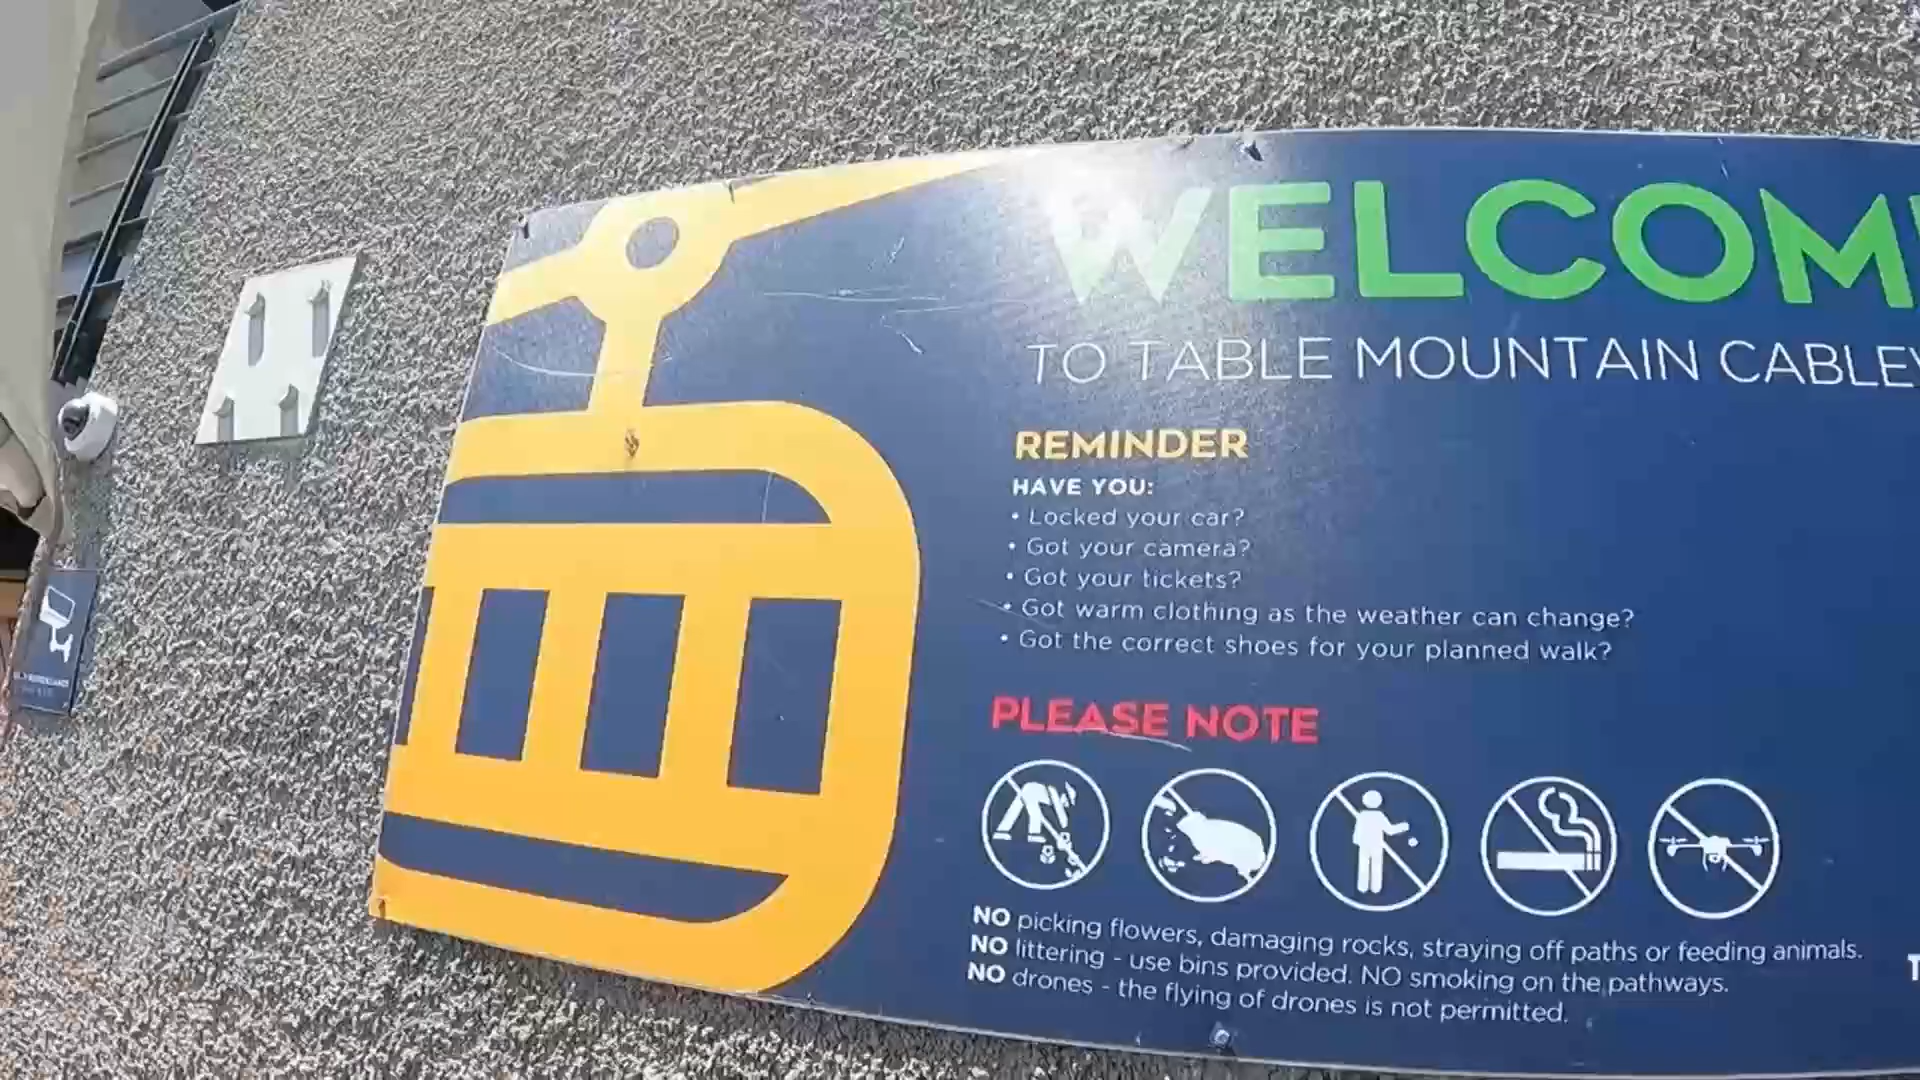 WELCOM
TO TABLE MOUNTAIN CABLEW
REMINDER
HAVE YOU:
• Locked your car?
• Got your camera?
• Got your tickets?
• Got warm clothing as the weather can change?
• Got the correct shoes for your planned walk?
PLEASE NOTE
NO picking flowers, damaging rocks, straying off paths or feeding animals.
NO littering - use bins provided. NO smoking on the pathways.
NO drones - the flying of drones is not permitted.
T